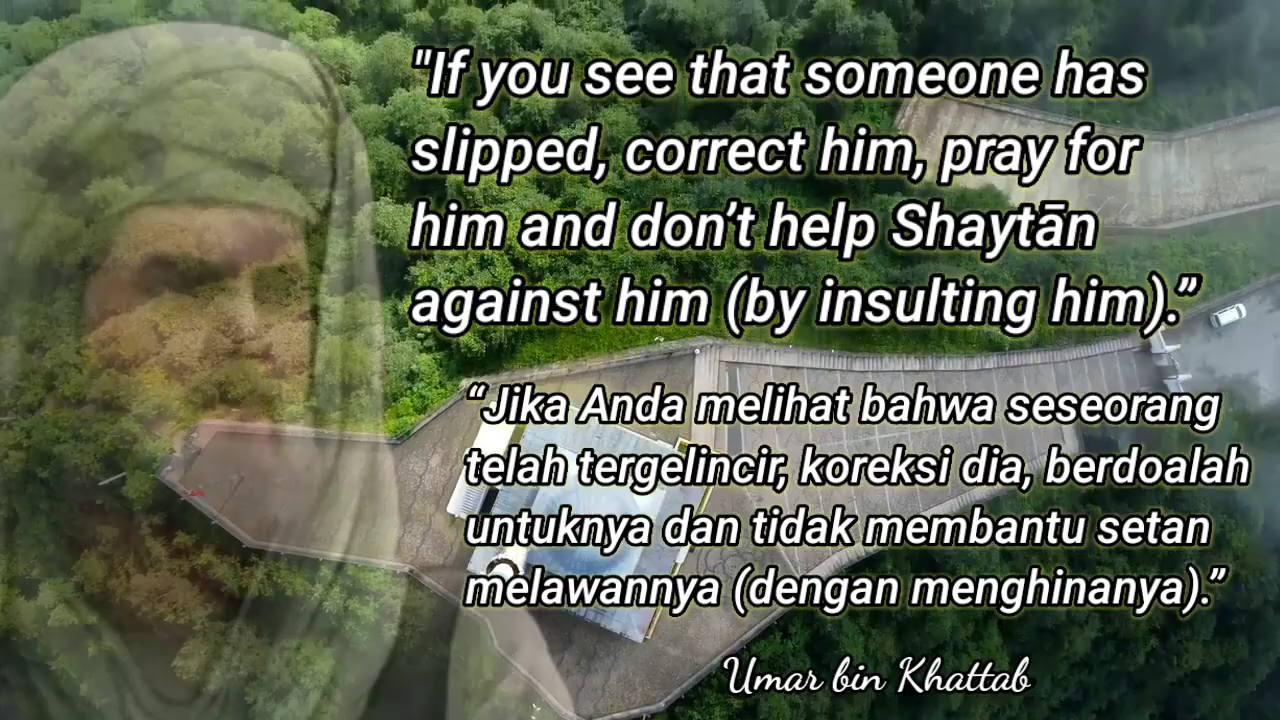 "If you see that someone has
slipped, correct him, pray for
him and don’t help Shaytān
against him (by insulting him).”
“Jika Anda melihat bahwa seseorang
telah tergelincir, koreksi dia, berdoalah
untuknya dan tidak membantu setan
melawannya (dengan menghinanya).”
Umar bin Khattab